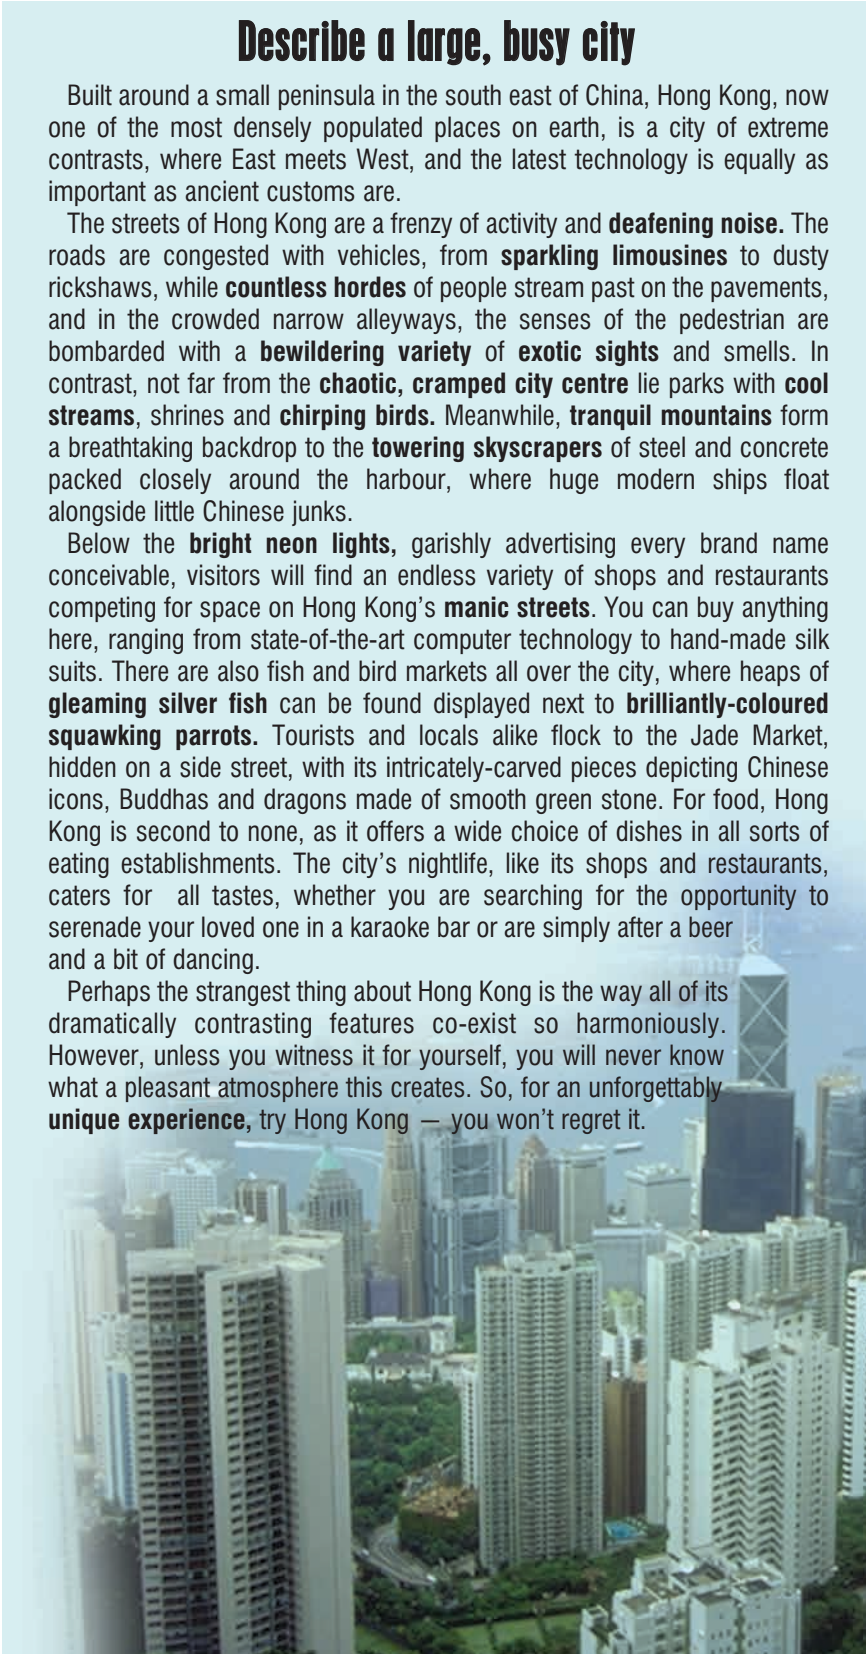 Describe a large, busy city
Built around a small peninsula in the south east of China, Hong Kong, now
one of the most densely populated places on earth, is a city of extreme
contrasts, where East meets West, and the latest technology is equally as
important as ancient customs are.
The streets of Hong Kong are a frenzy of activity and deafening noise. The
roads are congested with vehicles, from sparkling limousines to dusty
rickshaws, while countless hordes of people stream past on the pavements,
and in the crowded narrow alleyways, the senses of the pedestrian are
bombarded with a bewildering variety of exotic sights and smells. In
contrast, not far from the chaotic, cramped city centre lie parks with cool
streams, shrines and chirping birds. Meanwhile, tranquil mountains form
a breathtaking backdrop to the towering skyscrapers of steel and concrete
packed closely around the harbour, where huge modern ships float
alongside little Chinese junks.
Below the bright neon lights, garishly advertising every brand name
conceivable, visitors will find an endless variety of shops and restaurants
competing for space on Hong Kong's manic streets. You can buy anything
here, ranging from state-of-the-art computer technology to hand-made silk
suits. There are also fish and bird markets all over the city, where heaps of
gleaming silver fish can be found displayed next to brilliantly-coloured
squawking parrots. Tourists and locals alike flock to the Jade Market,
hidden on a side street, with its intricately-carved pieces depicting Chinese
icons, Buddhas and dragons made of smooth green stone. For food, Hong
Kong is second to none, as it offers a wide choice of dishes in all sorts of
eating establishments. The city's nightlife, like its shops and restaurants,
caters for all tastes, whether you are searching for the opportunity to
serenade your loved one in a karaoke bar or are simply after a beer
and a bit of dancing.
Perhaps the strangest thing about Hong Kong is the way all of its
dramatically contrasting features co-exist so harmoniously.
However, unless you witness it for yourself, you will never know
what a pleasant atmosphere this creates. So, for an unforgettably
unique experience, try Hong Kong — you won't regret it.